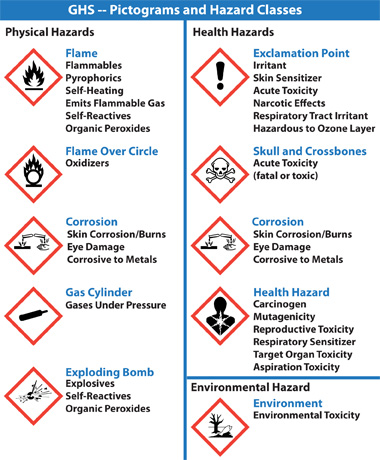 GHS -- Pictograms and Hazard Classes
Physical Hazards
Flame
Flammables
Pyrophorics
Self-Heating
Emits Flammable Gas
Self-Reactives
Organic Peroxides
Flame Over Circle
Oxidizers
Corrosion
Skin Corrosion/Burns
Eye Damage
Corrosive to Metals
Gas Cylinder
Gases Under Pressure
Exploding Bomb
Explosives
Self-Reactives
Organic Peroxides
Health Hazards
Exclamation Point
Irritant
Skin Sensitizer
Acute Toxicity
Narcotic Effects
Respiratory Tract Irritant
Hazardous to Ozone Layer
Skull and Crossbones
Acute Toxicity
(fatal or toxic)
Corrosion
Skin Corrosion/Burns
Eye Damage
Corrosive to Metals
Health Hazard
Carcinogen
Mutagenicity
Reproductive Toxicity
Respiratory Sensitizer
Target Organ Toxicity
Aspiration Toxicity
Environmental Hazard
Environment
Environmental Toxicity